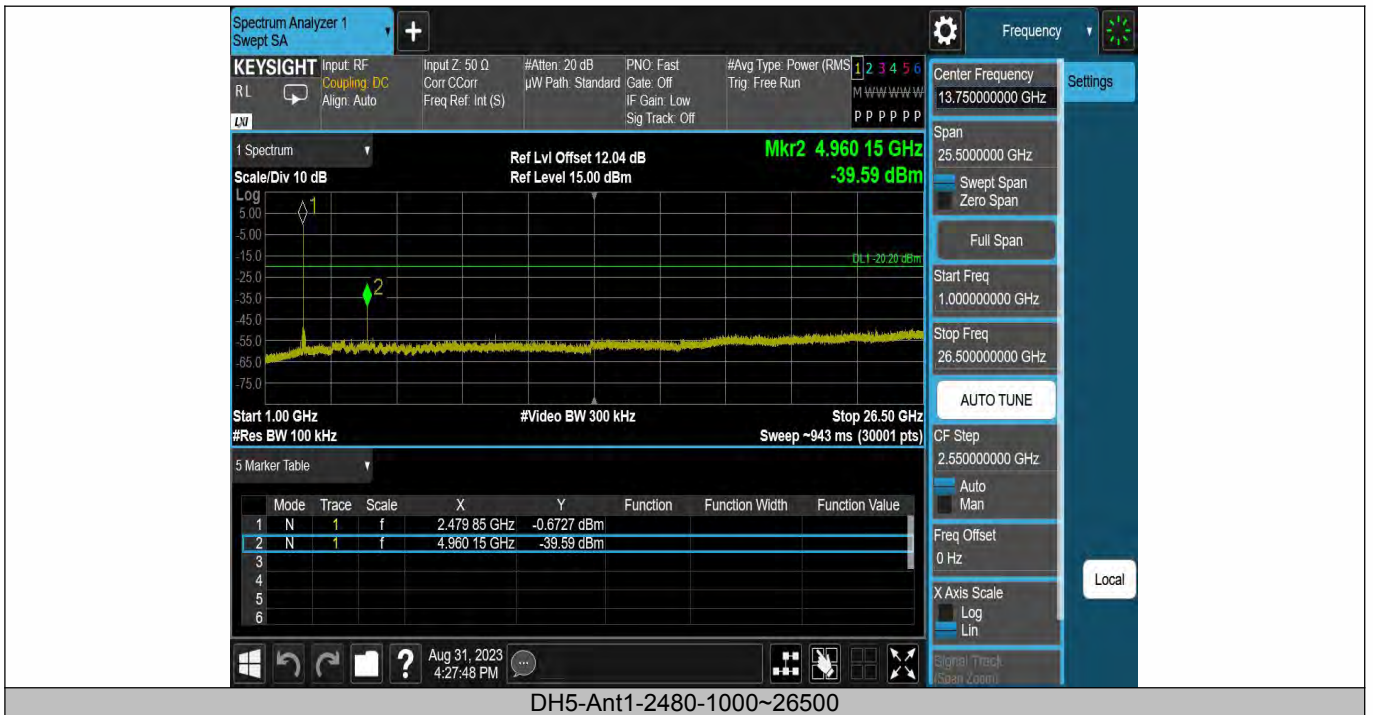 Spectrum Analyzer 1
Swept SA
+
Frequency
KEYSIGHT
RL
LXI
Input: RF
Coupling: DC
Align: Auto
Input Z: 50 Ω
Corr CCorr
Freq Ref: Int (S)
#Atten: 20 dB
µW Path: Standard
PNO: Fast
Gate: Off
IF Gain: Low
Sig Track: Off
#Avg Type: Power (RMS
Trig: Free Run
1 2 3 4 5 6
M W W W W W
P P P P P P
Center Frequency
13.750000000 GHz
Settings
Span
25.5000000 GHz
Swept Span
Zero Span
Full Span
Start Freq
1.000000000 GHz
Stop Freq
26.500000000 GHz
AUTO TUNE
CF Step
2.550000000 GHz
Auto
Man
Freq Offset
0 Hz
X Axis Scale
Log
Lin
Signal Track
(Span Zoom)
Local
1 Spectrum
Scale/Div 10 dB
Ref Lvl Offset 12.04 dB
Ref Level 15.00 dBm
Mkr2 4.960 15 GHz
-39.59 dBm
Log
5.00
-5.00
-15.0
-25.0
-35.0
-45.0
-55.0
-65.0
-75.0
1
2
DL1 -20.20 dBm
Start 1.00 GHz
#Video BW 300 kHz
Stop 26.50 GHz
#Res BW 100 kHz
Sweep ~943 ms (30001 pts)
5 Marker Table
Mode Trace Scale X Y Function Function Width Function Value
1 N 1 f 2.479 85 GHz -0.6727 dBm
2 N 1 f 4.960 15 GHz -39.59 dBm
3
4
5
6
?
Aug 31, 2023
4:27:48 PM
DH5-Ant1-2480-1000~26500